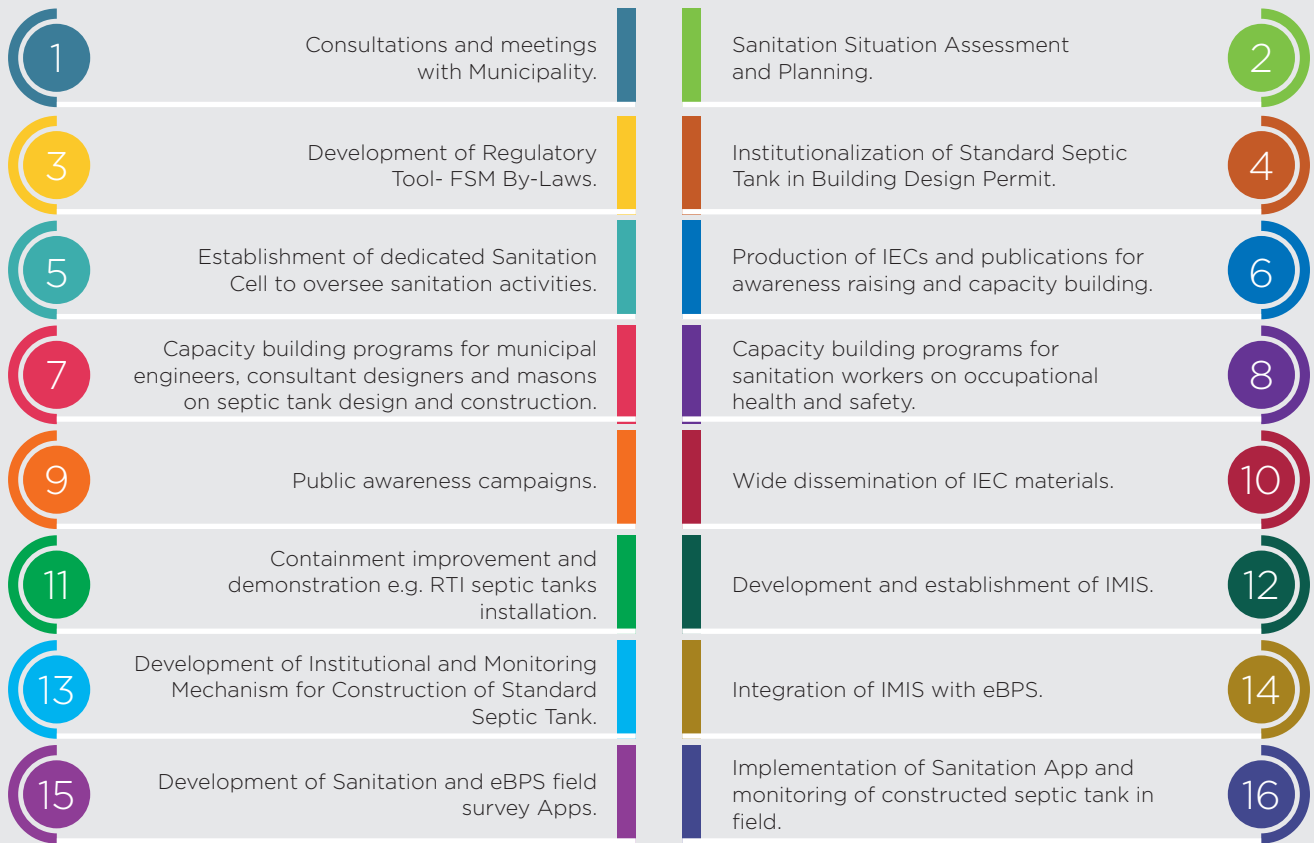 1
Consultations and meetings
with Municipality.
2
Sanitation Situation Assessment
and Planning.
3
Development of Regulatory
Tool- FSM By-Laws.
4
Institutionalization of Standard Septic
Tank in Building Design Permit.
5
Establishment of dedicated Sanitation
Cell to oversee sanitation activities.
6
Production of IECs and publications for
awareness raising and capacity building.
7
Capacity building programs for municipal
engineers, consultant designers and masons
on septic tank design and construction.
8
Capacity building programs for
sanitation workers on occupational
health and safety.
9
Public awareness campaigns.
10
Wide dissemination of IEC materials.
11
Containment improvement and
demonstration e.g. RTI septic tanks
installation.
12
Development and establishment of IMIS.
13
Development of Institutional and Monitoring
Mechanism for Construction of Standard
Septic Tank.
14
Integration of IMIS with eBPS.
15
Development of Sanitation and eBPS field
survey Apps.
16
Implementation of Sanitation App and
monitoring of constructed septic tank in
field.